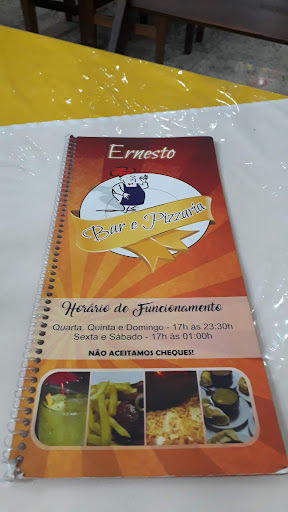 Ernesto
Bar e Pizzaria
Horário de Funcionamento
Quarta, Quinta e Domingo - 17h às 23:30h
Sexta e Sábado - 17h às 01:00h
NÃO ACEITAMOS CHEQUES!